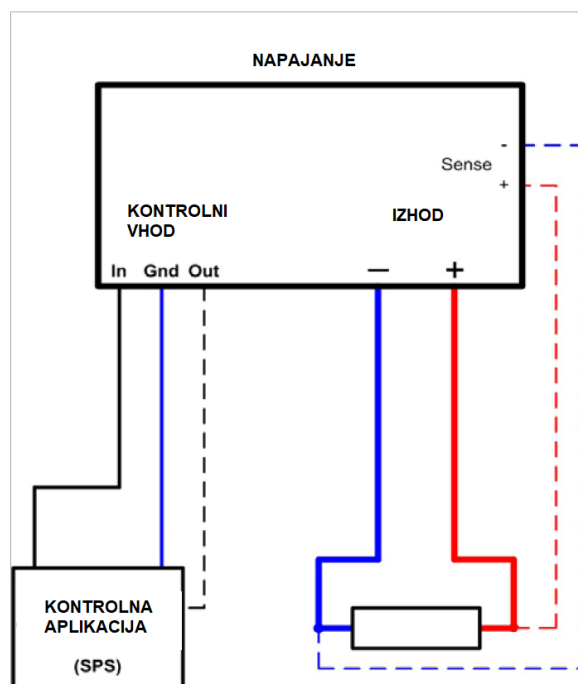 NAPAJANJE
-
Sense
+
KONTROLNI
VHOD
IZHOD
In Gnd Out
— +
KONTROLNA
APLIKACIJA
(SPS)